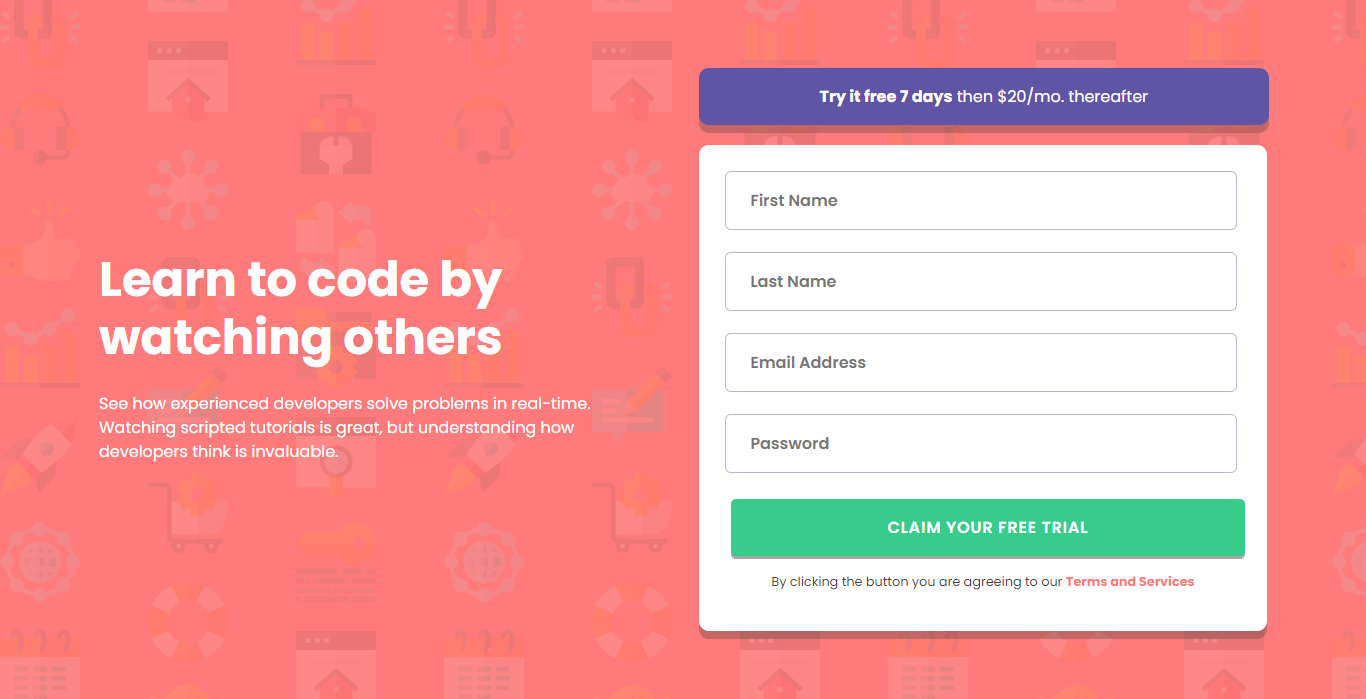 Learn to code by
watching others
See how experienced developers solve problems in real-time.
Watching scripted tutorials is great, but understanding how
developers think is invaluable.
Try it free 7 days then $20/mo. thereafter
First Name
Last Name
Email Address
Password
CLAIM YOUR FREE TRIAL
By clicking the button you are agreeing to our Terms and Services